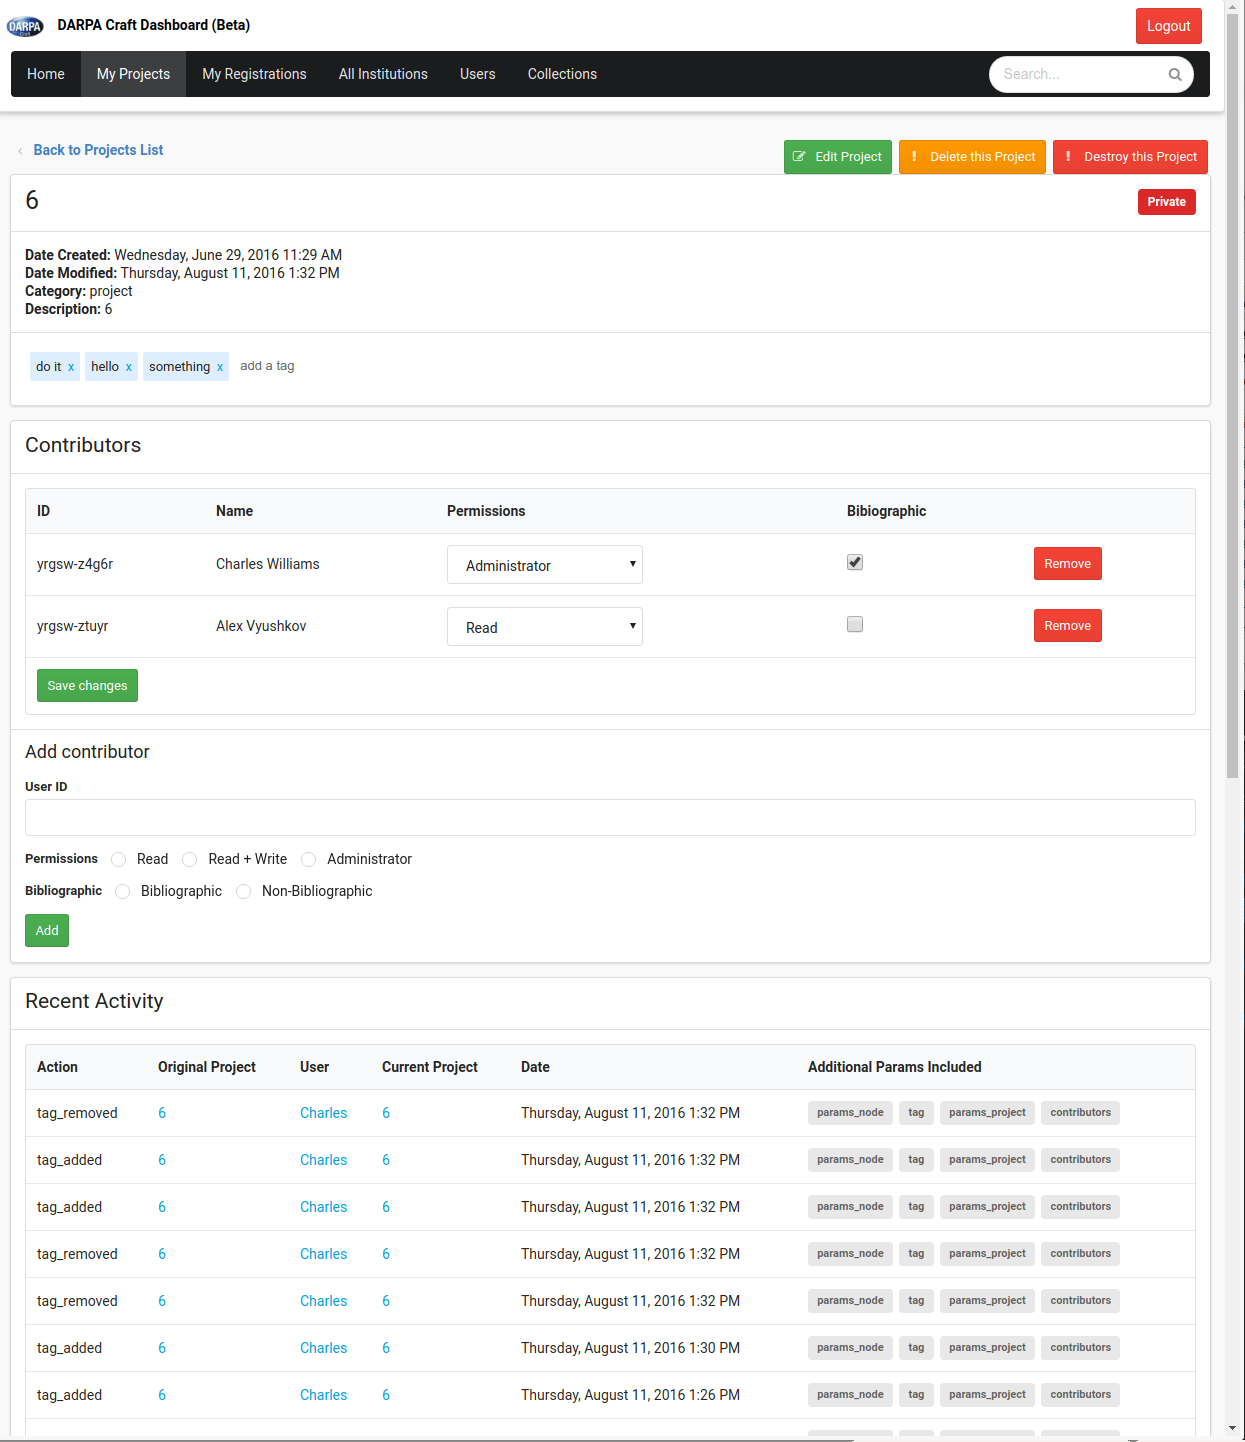 DARPA DARPA Craft Dashboard (Beta) Logout
Home My Projects My Registrations All Institutions Users Collections Search...
‹ Back to Projects List Edit Project ! Delete this Project ! Destroy this Project
6 Private
Date Created: Wednesday, June 29, 2016 11:29 AM
Date Modified: Thursday, August 11, 2016 1:32 PM
Category: project
Description: 6
do it x hello x something x add a tag
Contributors
ID Name Permissions Bibiographic
yrgsw-z4g6r Charles Williams Administrator Remove
yrgsw-ztuyr Alex Vyushkov Read Remove
Save changes
Add contributor
User ID
Permissions Read Read + Write Administrator
Bibliographic Bibliographic Non-Bibliographic
Add
Recent Activity
Action Original Project User Current Project Date Additional Params Included
tag_removed 6 Charles 6 Thursday, August 11, 2016 1:32 PM params_node tag params_project contributors
tag_added 6 Charles 6 Thursday, August 11, 2016 1:32 PM params_node tag params_project contributors
tag_added 6 Charles 6 Thursday, August 11, 2016 1:32 PM params_node tag params_project contributors
tag_removed 6 Charles 6 Thursday, August 11, 2016 1:32 PM params_node tag params_project contributors
tag_removed 6 Charles 6 Thursday, August 11, 2016 1:32 PM params_node tag params_project contributors
tag_added 6 Charles 6 Thursday, August 11, 2016 1:30 PM params_node tag params_project contributors
tag_added 6 Charles 6 Thursday, August 11, 2016 1:26 PM params_node tag params_project contributors